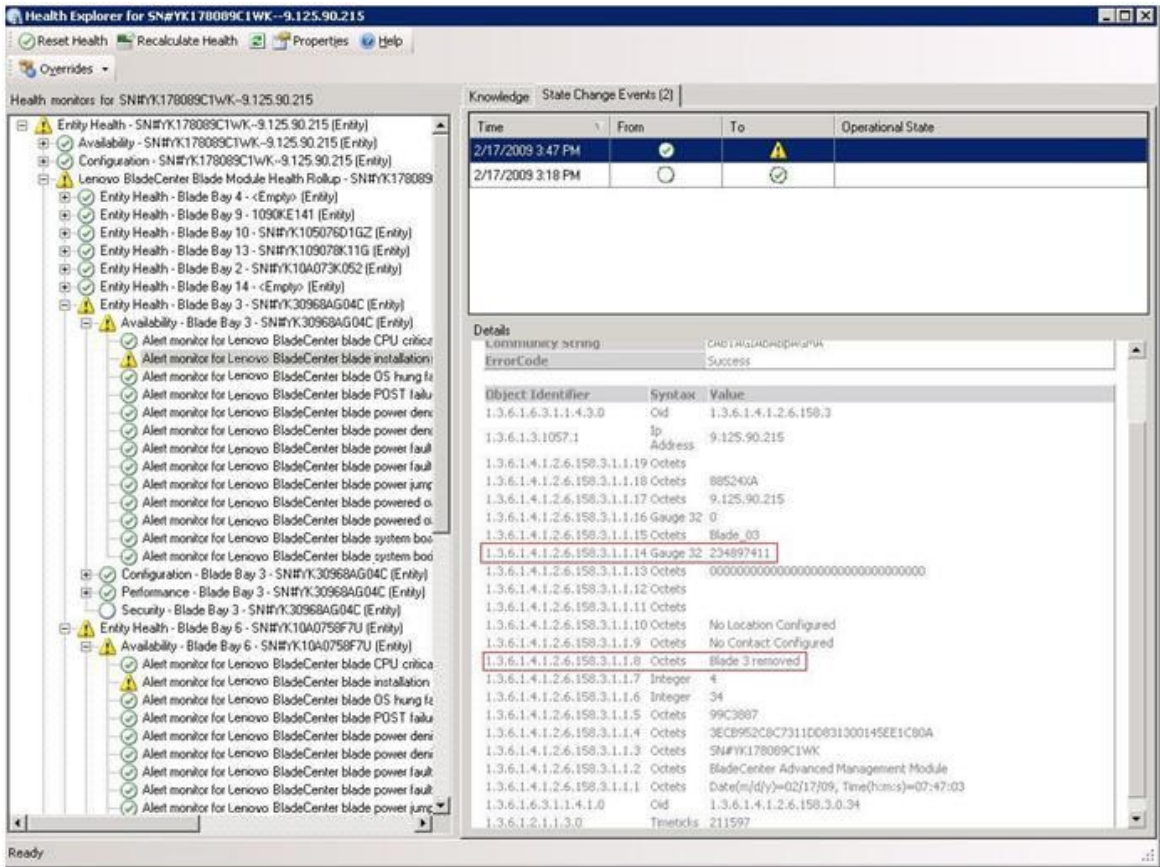 Health Explorer for SN#YK178089C1WK--9.125.90.215
Reset Health Recalculate Health Properties Help
Overrides
Health monitors for SN#YK178089C1WK--9.125.90.215
Entity Health - SN#YK178089C1WK--9.125.90.215 (Entity)
Availability - SN#YK178089C1WK--9.125.90.215 (Entity)
Configuration - SN#YK178089C1WK--9.125.90.215 (Entity)
Lenovo BladeCenter Blade Module Health Rollup - SN#YK178089
Entity Health - Blade Bay 4 - <Empty> (Entity)
Entity Health - Blade Bay 9 - 1090KE141 (Entity)
Entity Health - Blade Bay 10 - SN#YK105076D1GZ (Entity)
Entity Health - Blade Bay 13 - SN#YK109078K11G (Entity)
Entity Health - Blade Bay 2 - SN#YK10A073K052 (Entity)
Entity Health - Blade Bay 14 - <Empty> (Entity)
Entity Health - Blade Bay 3 - SN#YK30968AG04C (Entity)
Availability - Blade Bay 3 - SN#YK30968AG04C (Entity)
Alert monitor for Lenovo BladeCenter blade CPU critica
Alert monitor for Lenovo BladeCenter blade installation
Alert monitor for Lenovo BladeCenter blade OS hung fa
Alert monitor for Lenovo BladeCenter blade POST failu
Alert monitor for Lenovo BladeCenter blade power deni
Alert monitor for Lenovo BladeCenter blade power deni
Alert monitor for Lenovo BladeCenter blade power fault
Alert monitor for Lenovo BladeCenter blade power fault
Alert monitor for Lenovo BladeCenter blade power jump
Alert monitor for Lenovo BladeCenter blade powered o
Alert monitor for Lenovo BladeCenter blade powered o
Alert monitor for Lenovo BladeCenter blade system boo
Alert monitor for Lenovo BladeCenter blade system boo
Configuration - Blade Bay 3 - SN#YK30968AG04C (Entity)
Performance - Blade Bay 3 - SN#YK30968AG04C (Entity)
Security - Blade Bay 3 - SN#YK30968AG04C (Entity)
Entity Health - Blade Bay 6 - SN#YK10A0758F7U (Entity)
Availability - Blade Bay 6 - SN#YK10A0758F7U (Entity)
Alert monitor for Lenovo BladeCenter blade CPU critica
Alert monitor for Lenovo BladeCenter blade installation
Alert monitor for Lenovo BladeCenter blade OS hung fa
Alert monitor for Lenovo BladeCenter blade POST failu
Alert monitor for Lenovo BladeCenter blade power deni
Alert monitor for Lenovo BladeCenter blade power deni
Alert monitor for Lenovo BladeCenter blade power fault
Alert monitor for Lenovo BladeCenter blade power fault
Alert monitor for Lenovo BladeCenter blade power jump
Knowledge State Change Events (2)
Time From To Operational State
2/17/2009 3:47 PM
2/17/2009 3:18 PM
Details
Community String
ErrorCode Success
Object Identifier Syntax Value
1.3.6.1.6.3.1.1.4.3.0 Oid 1.3.6.1.4.1.2.6.158.3
1.3.6.1.3.1057.1 Ip Address 9.125.90.215
1.3.6.1.4.1.2.6.158.3.1.1.19 Octets
1.3.6.1.4.1.2.6.158.3.1.1.18 Octets 88524XA
1.3.6.1.4.1.2.6.158.3.1.1.17 Octets 9.125.90.215
1.3.6.1.4.1.2.6.158.3.1.1.16 Gauge 32 0
1.3.6.1.4.1.2.6.158.3.1.1.15 Octets Blade_03
1.3.6.1.4.1.2.6.158.3.1.1.14 Gauge 32 234897411
1.3.6.1.4.1.2.6.158.3.1.1.13 Octets 00000000000000000000000000000000
1.3.6.1.4.1.2.6.158.3.1.1.12 Octets
1.3.6.1.4.1.2.6.158.3.1.1.11 Octets
1.3.6.1.4.1.2.6.158.3.1.1.10 Octets No Location Configured
1.3.6.1.4.1.2.6.158.3.1.1.9 Octets No Contact Configured
1.3.6.1.4.1.2.6.158.3.1.1.8 Octets Blade 3 removed
1.3.6.1.4.1.2.6.158.3.1.1.7 Integer 4
1.3.6.1.4.1.2.6.158.3.1.1.6 Integer 34
1.3.6.1.4.1.2.6.158.3.1.1.5 Octets 99C3887
1.3.6.1.4.1.2.6.158.3.1.1.4 Octets 3ECB952C8C7311DD831300145EE1C80A
1.3.6.1.4.1.2.6.158.3.1.1.3 Octets SN#YK178089C1WK
1.3.6.1.4.1.2.6.158.3.1.1.2 Octets BladeCenter Advanced Management Module
1.3.6.1.4.1.2.6.158.3.1.1.1 Octets Date(m/d/y)=02/17/09, Time(h:m:s)=07:47:03
1.3.6.1.6.3.1.1.4.1.0 Oid 1.3.6.1.4.1.2.6.158.3.0.34
1.3.6.1.2.1.1.3.0 Timeticks 211597
Ready